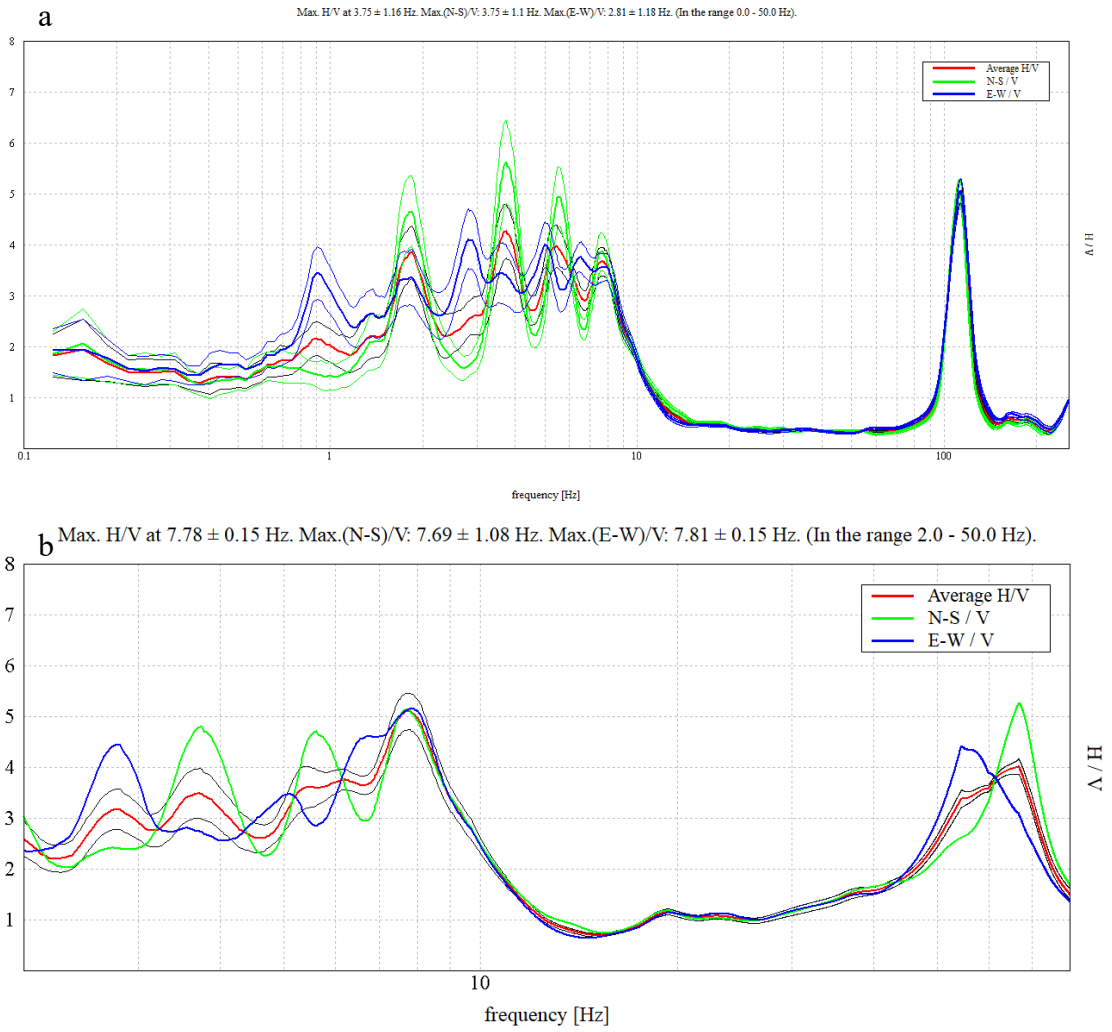 a
Max. H/V at 3.75 ± 1.16 Hz. Max.(N-S)/V: 3.75 ± 1.1 Hz. Max.(E-W)/V: 2.81 ± 1.18 Hz. (In the range 0.0 - 50.0 Hz).
8
Average H/V
N-S / V
E-W / V
7
6
5
4
H / V
3
2
1
0.1 1 10 100
frequency [Hz]
b
Max. H/V at 7.78 ± 0.15 Hz. Max.(N-S)/V: 7.69 ± 1.08 Hz. Max.(E-W)/V: 7.81 ± 0.15 Hz. (In the range 2.0 - 50.0 Hz).
8
Average H/V
N-S / V
E-W / V
7
6
5
4
H / V
3
2
1
10
frequency [Hz]